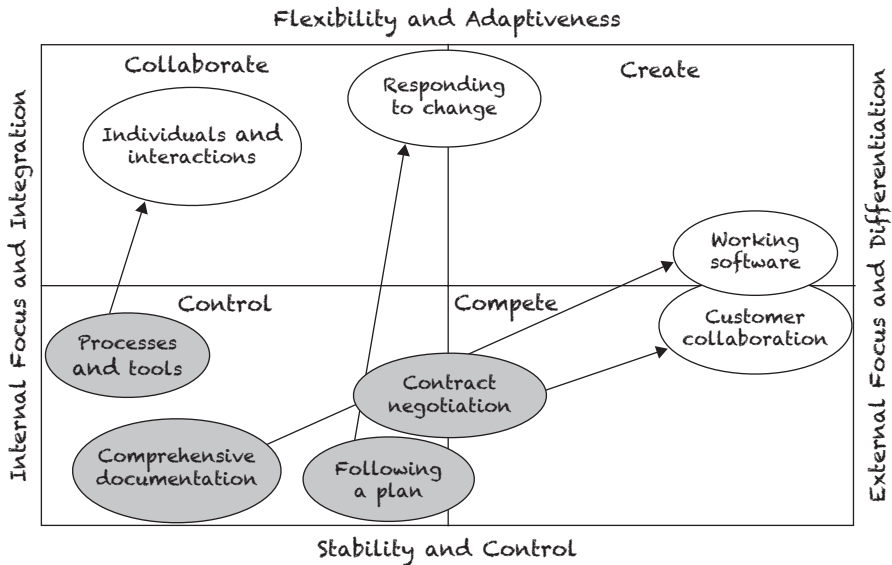 Flexibility and Adaptiveness
Internal Focus and Integration
External Focus and Differentiation
Collaborate
Create
Responding
to change
Individuals and
interactions
Working
software
Control
Compete
Customer
collaboration
Processes
and tools
Contract
negotiation
Comprehensive
documentation
Following
a plan
Stability and Control